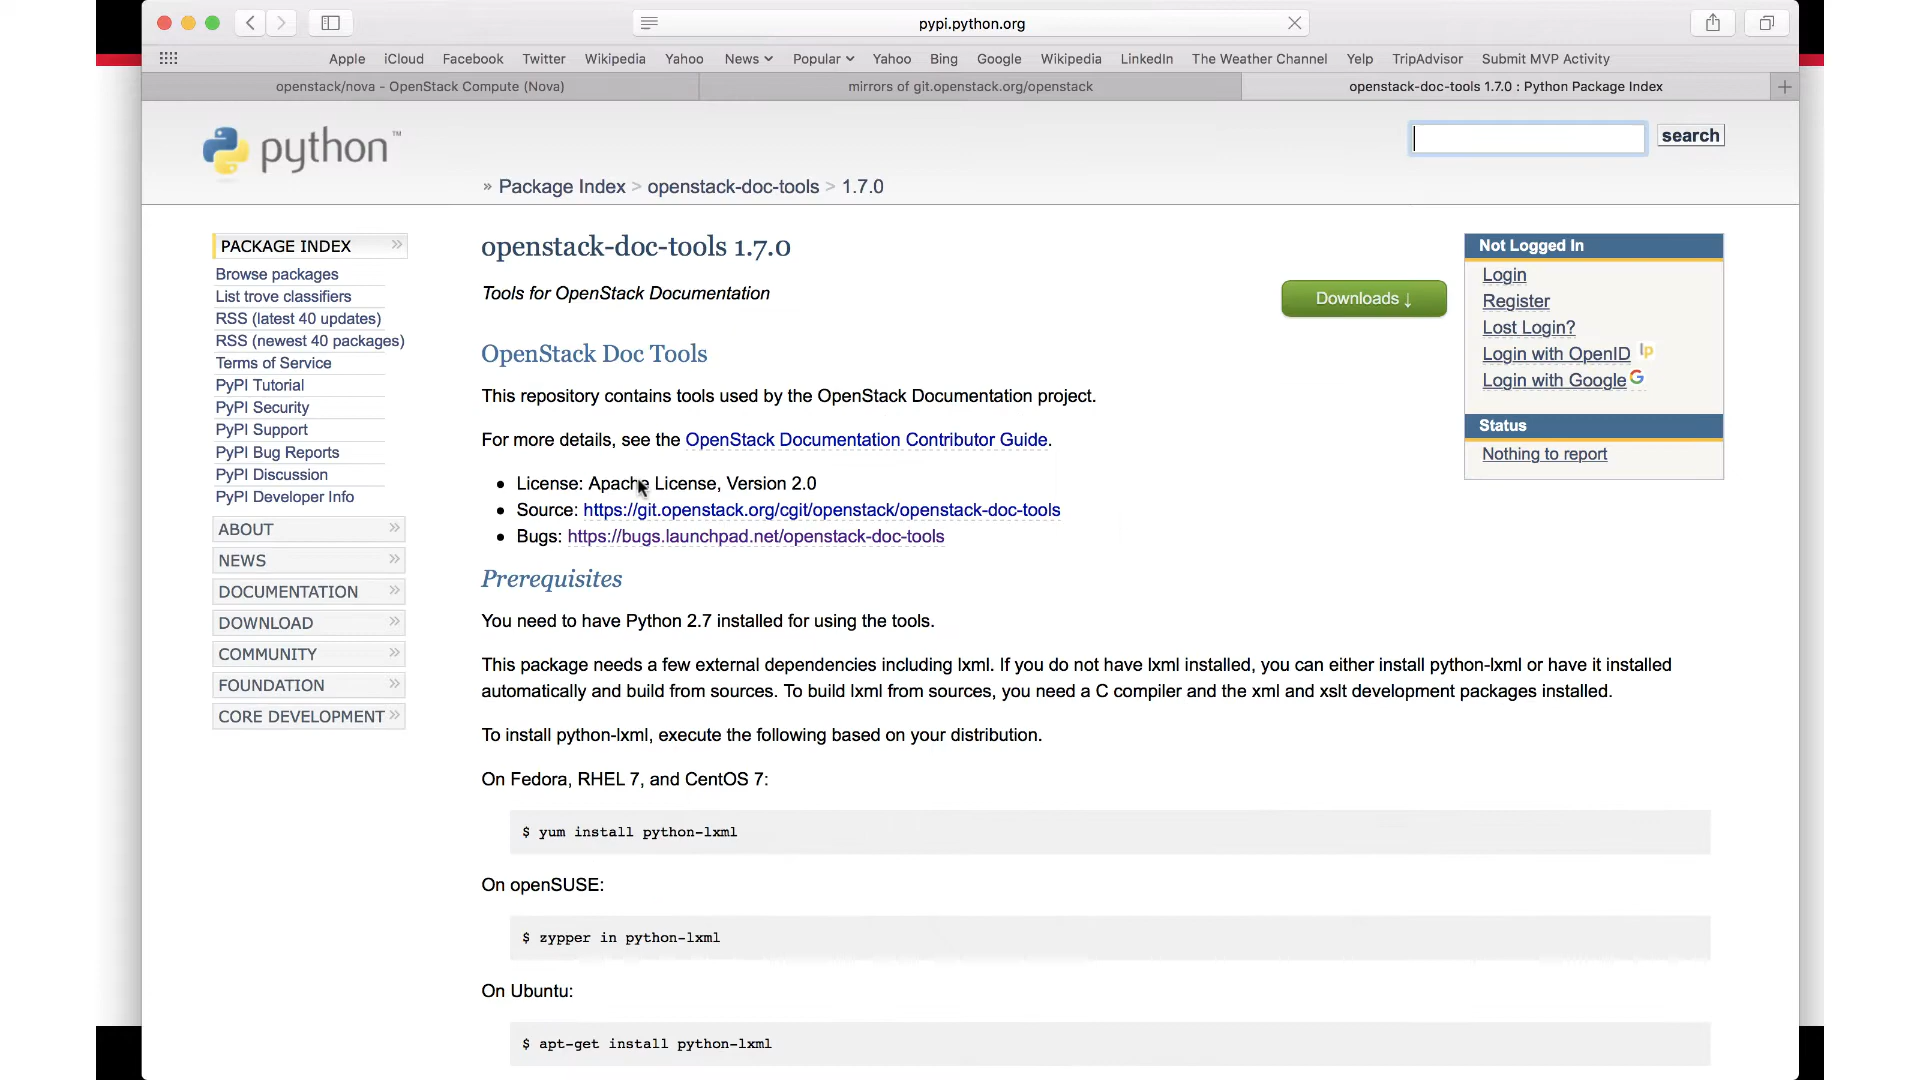 pypi.python.org
Apple iCloud Facebook Twitter Wikipedia Yahoo News Popular Yahoo Bing Google Wikipedia LinkedIn The Weather Channel Yelp TripAdvisor Submit MVP Activity
openstack/nova - OpenStack Compute (Nova) mirrors of git.openstack.org/openstack openstack-doc-tools 1.7.0 : Python Package Index
python™
search
» Package Index > openstack-doc-tools > 1.7.0
PACKAGE INDEX »
Browse packages
List trove classifiers
RSS (latest 40 updates)
RSS (newest 40 packages)
Terms of Service
PyPI Tutorial
PyPI Security
PyPI Support
PyPI Bug Reports
PyPI Discussion
PyPI Developer Info
ABOUT »
NEWS »
DOCUMENTATION »
DOWNLOAD »
COMMUNITY »
FOUNDATION »
CORE DEVELOPMENT »
openstack-doc-tools 1.7.0
Tools for OpenStack Documentation
Downloads ↓
OpenStack Doc Tools
This repository contains tools used by the OpenStack Documentation project.
For more details, see the OpenStack Documentation Contributor Guide.
• License: Apache License, Version 2.0
• Source: https://git.openstack.org/cgit/openstack/openstack-doc-tools
• Bugs: https://bugs.launchpad.net/openstack-doc-tools
Prerequisites
You need to have Python 2.7 installed for using the tools.
This package needs a few external dependencies including lxml. If you do not have lxml installed, you can either install python-lxml or have it installed
automatically and build from sources. To build lxml from sources, you need a C compiler and the xml and xslt development packages installed.
To install python-lxml, execute the following based on your distribution.
On Fedora, RHEL 7, and CentOS 7:
$ yum install python-lxml
On openSUSE:
$ zypper in python-lxml
On Ubuntu:
$ apt-get install python-lxml
Not Logged In
Login
Register
Lost Login?
Login with OpenID lp
Login with Google G
Status
Nothing to report